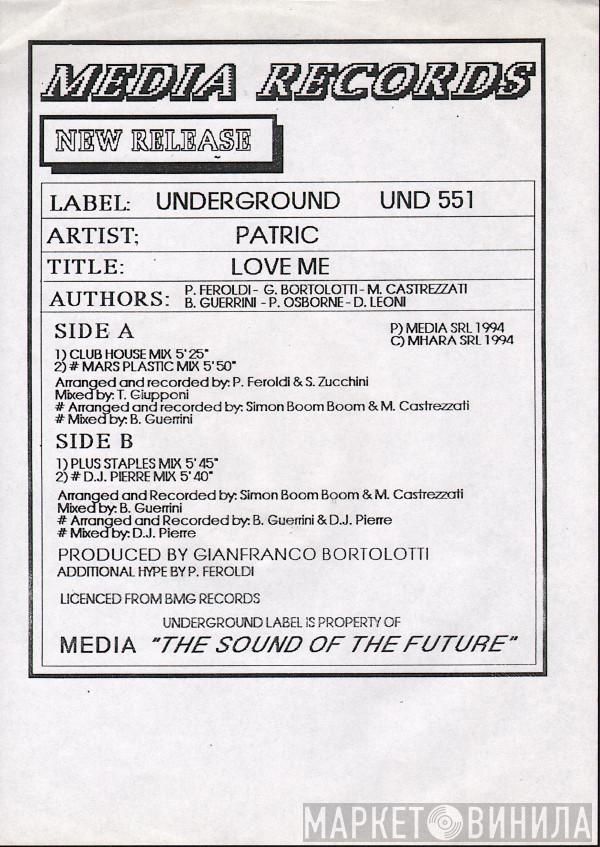 MEDIA RECORDS
NEW RELEASE
LABEL: UNDERGROUND UND 551
ARTIST; PATRIC
TITLE: LOVE ME
AUTHORS: P. FEROLDI - G. BORTOLOTTI - M. CASTREZZATI
B. GUERRINI - P. OSBORNE - D. LEONI
SIDE A
P) MEDIA SRL 1994
C) MHARA SRL 1994
1) CLUB HOUSE MIX 5'25"
2) # MARS PLASTIC MIX 5'50"
Arranged and recorded by: P. Feroldi & S. Zucchini
Mixed by: T. Giupponi
# Arranged and recorded by: Simon Boom Boom & M. Castrezzati
# Mixed by: B. Guerrini
SIDE B
1) PLUS STAPLES MIX 5'45"
2) # D.J. PIERRE MIX 5'40"
Arranged and Recorded by: Simon Boom Boom & M. Castrezzati
Mixed by: B. Guerrini
# Arranged and Recorded by: B. Guerrini & D.J. Pierre
# Mixed by: D.J. Pierre
PRODUCED BY GIANFRANCO BORTOLOTTI
ADDITIONAL HYPE BY P. FEROLDI
LICENCED FROM BMG RECORDS
UNDERGROUND LABEL IS PROPERTY OF
MEDIA "THE SOUND OF THE FUTURE"
МАРКЕТ ВИНИЛА